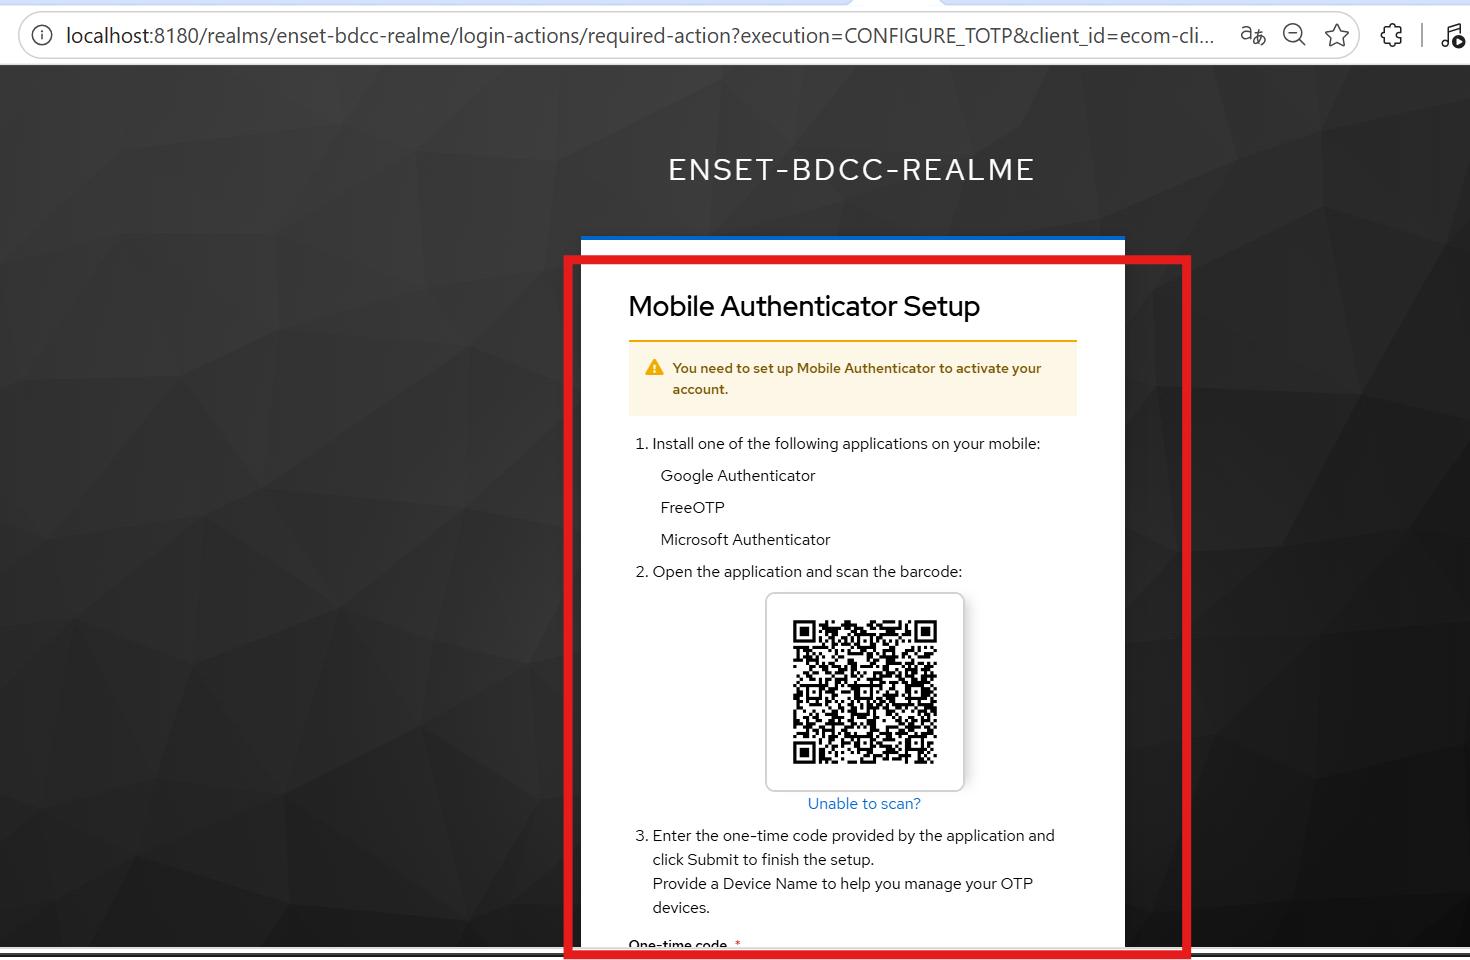 localhost:8180/realms/enset-bdcc-realme/login-actions/required-action?execution=CONFIGURE_TOTP&client_id=ecom-cli...
ENSET-BDCC-REALME
Mobile Authenticator Setup
You need to set up Mobile Authenticator to activate your
account.
1. Install one of the following applications on your mobile:
Google Authenticator
FreeOTP
Microsoft Authenticator
2. Open the application and scan the barcode:
Unable to scan?
3. Enter the one-time code provided by the application and
click Submit to finish the setup.
Provide a Device Name to help you manage your OTP
devices.
One-time code *